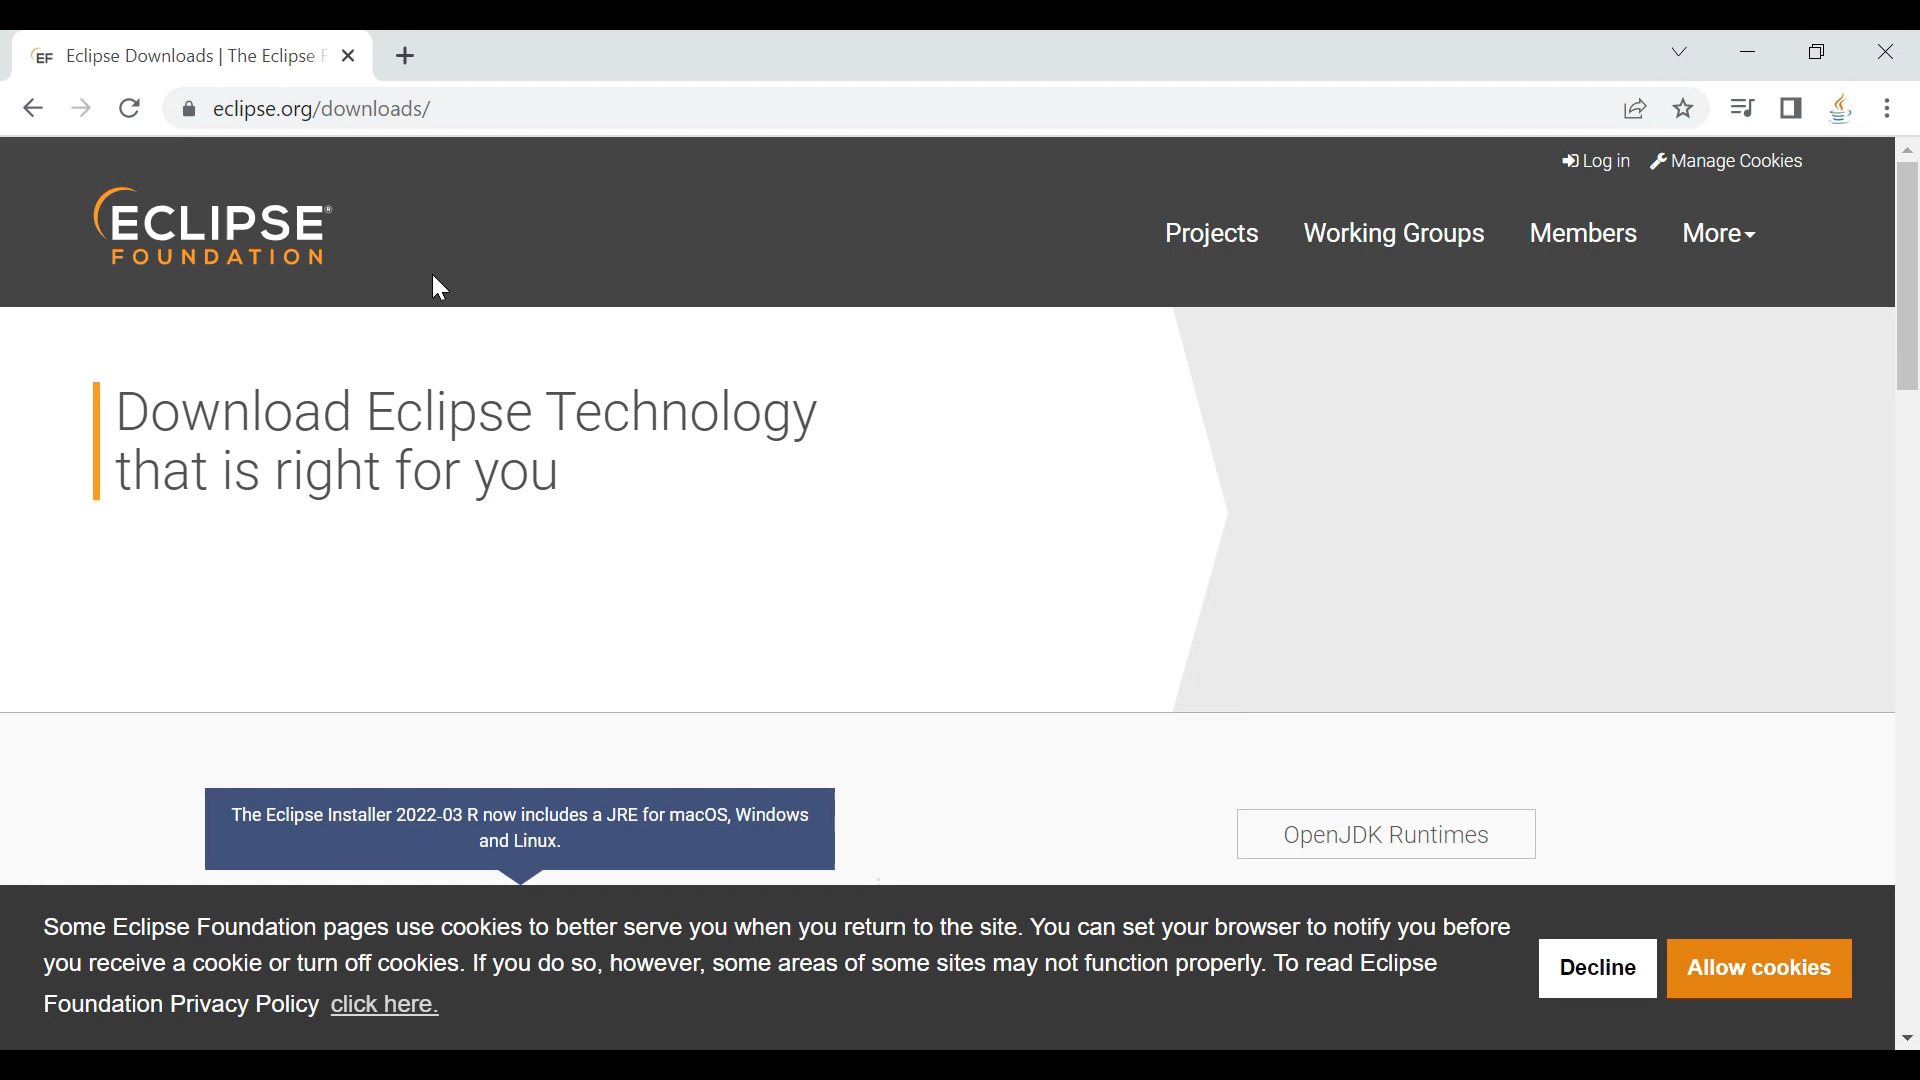 EF Eclipse Downloads | The Eclipse F
eclipse.org/downloads/
Log in Manage Cookies
ECLIPSE®
FOUNDATION
Projects Working Groups Members More
Download Eclipse Technology
that is right for you
The Eclipse Installer 2022-03 R now includes a JRE for macOS, Windows
and Linux.
OpenJDK Runtimes
Some Eclipse Foundation pages use cookies to better serve you when you return to the site. You can set your browser to notify you before
you receive a cookie or turn off cookies. If you do so, however, some areas of some sites may not function properly. To read Eclipse
Foundation Privacy Policy click here.
Decline Allow cookies